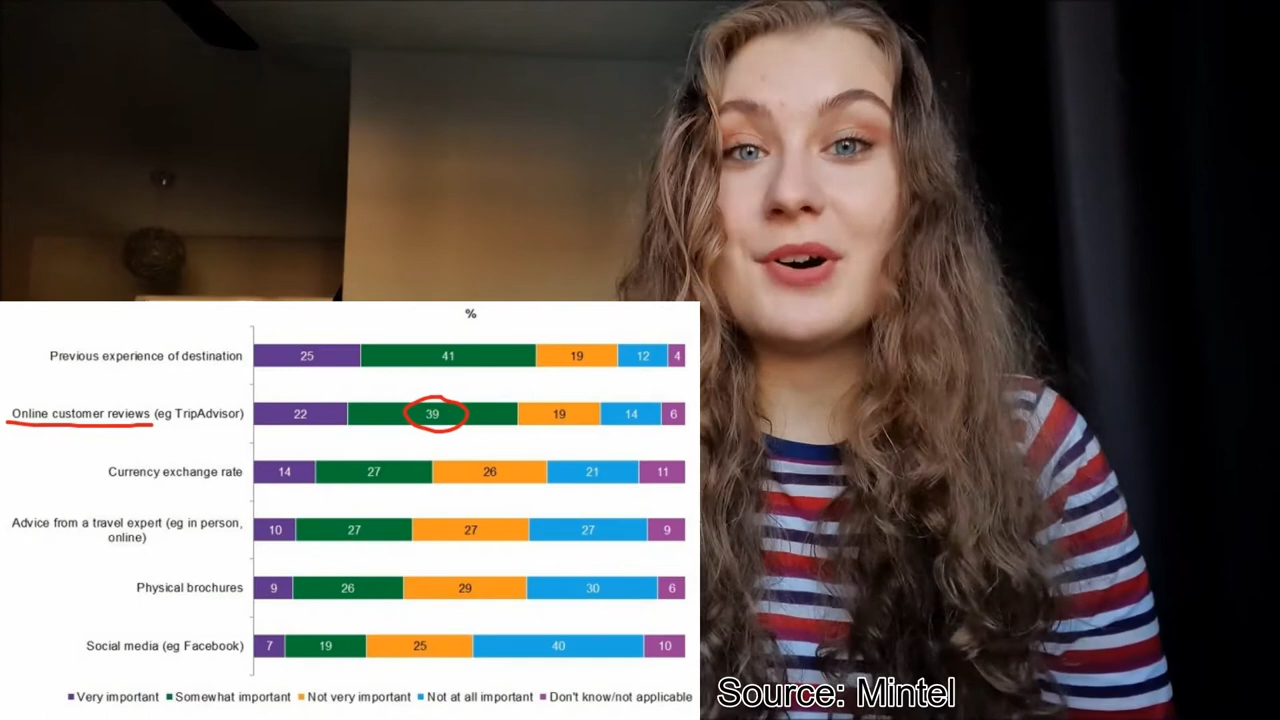 %
Previous experience of destination 25 41 19 12 4
Online customer reviews (eg TripAdvisor) 22 39 19 14 6
Currency exchange rate 14 27 26 21 11
Advice from a travel expert (eg in person,
online) 10 27 27 27 9
Physical brochures 9 26 29 30 6
Social media (eg Facebook) 7 19 25 40 10
Very important Somewhat important Not very important Not at all important Don't know/not applicable
Source: Mintel